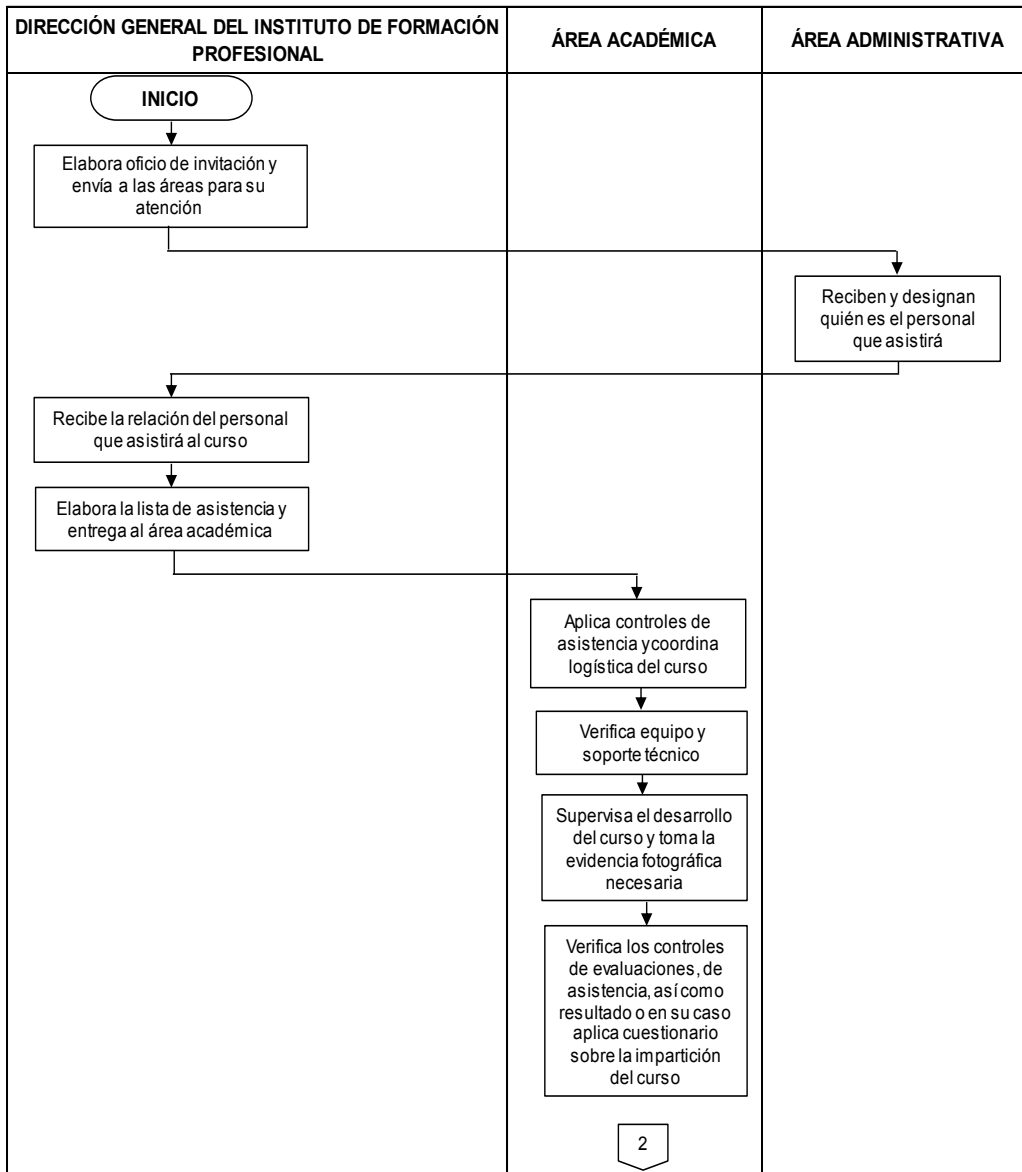 DIRECCIÓN GENERAL DEL INSTITUTO DE FORMACIÓN
PROFESIONAL
ÁREA ACADÉMICA
ÁREA ADMINISTRATIVA
INICIO
Elabora oficio de invitación y
envía a las áreas para su
atención
Reciben y designan
quién es el personal
que asistirá
Recibe la relación del personal
que asistirá al curso
Elabora la lista de asistencia y
entrega al área académica
Aplica controles de
asistencia y coordina
logística del curso
Verifica equipo y
soporte técnico
Supervisa el desarrollo
del curso y toma la
evidencia fotográfica
necesaria
Verifica los controles
de evaluaciones, de
asistencia, así como
resultado o en su caso
aplica cuestionario
sobre la impartición
del curso
2